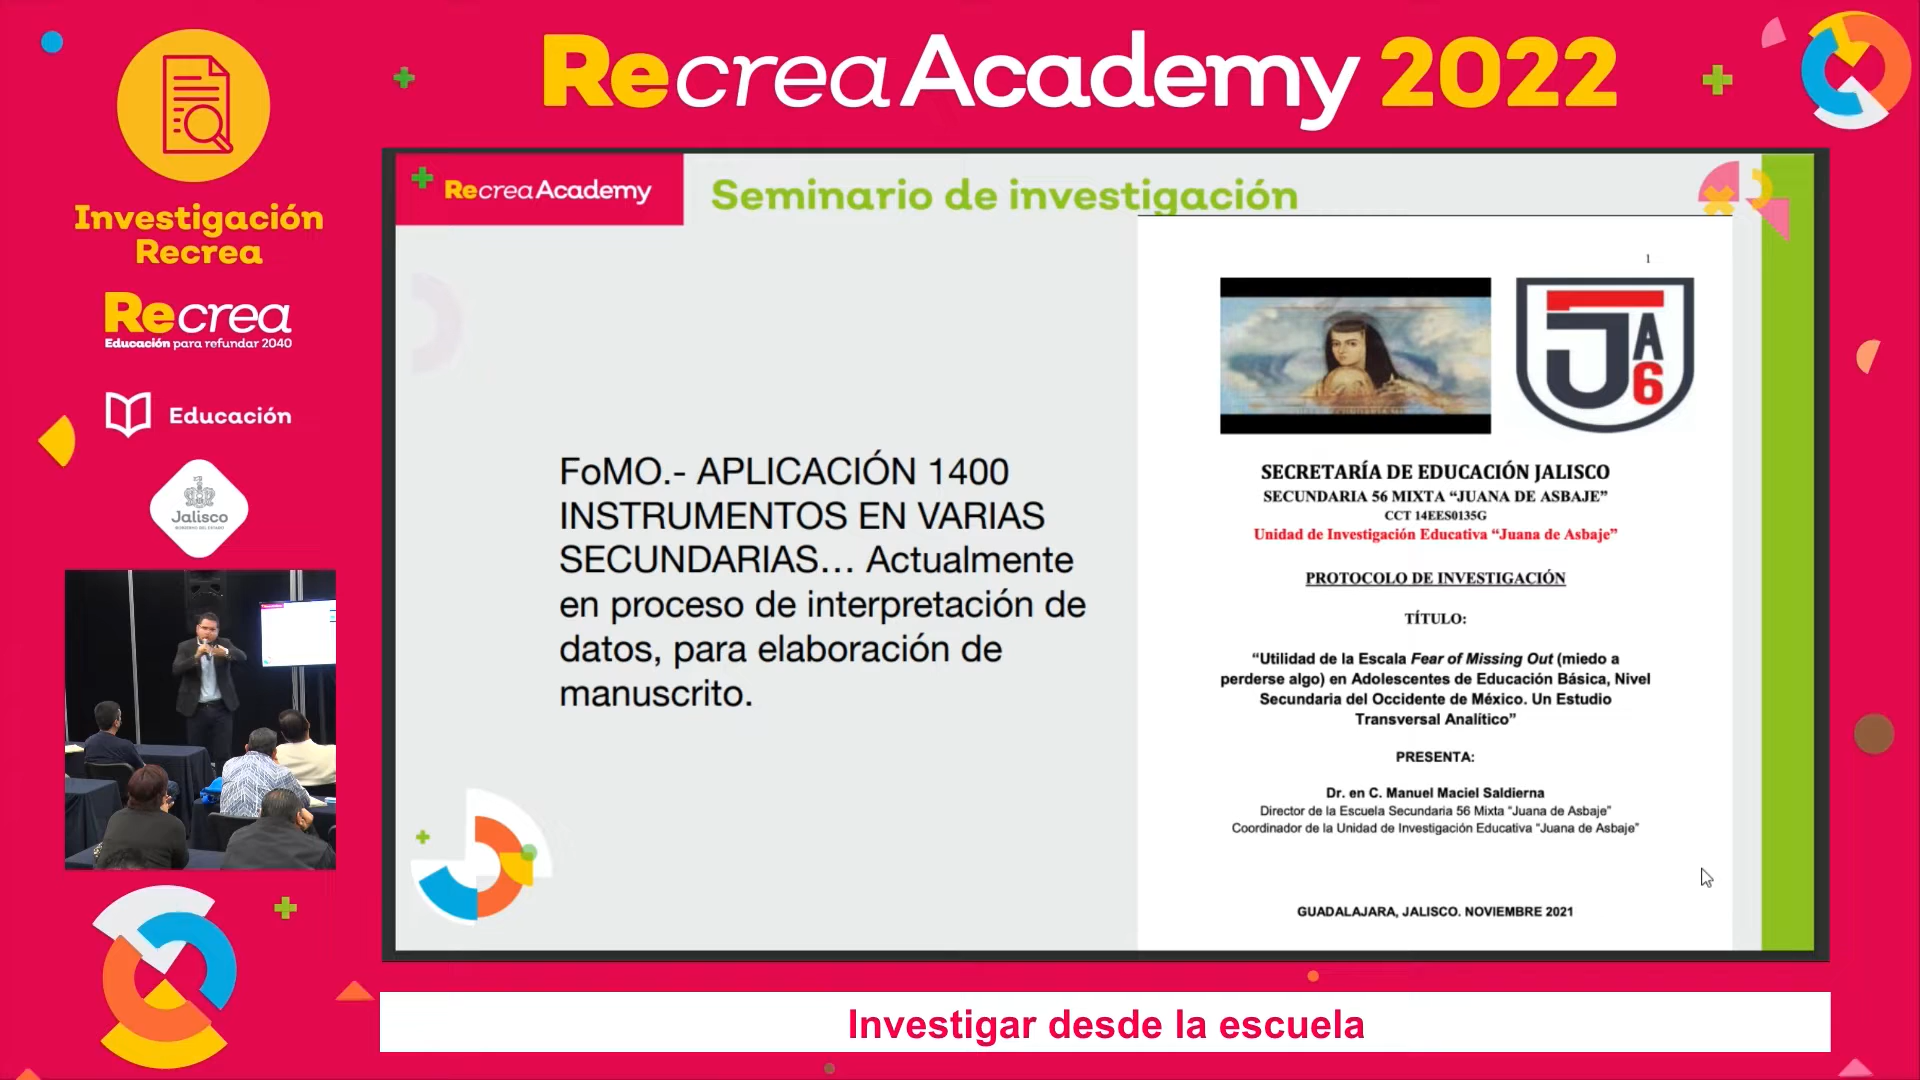 RecreaAcademy 2022
Investigación
Recrea
Recrea
Educación para refundar 2040
Educación
Jalisco
GOBIERNO DEL ESTADO
RecreaAcademy
Seminario de investigación
FoMO.- APLICACIÓN 1400
INSTRUMENTOS EN VARIAS
SECUNDARIAS... Actualmente
en proceso de interpretación de
datos, para elaboración de
manuscrito.
1
JA6
SECRETARÍA DE EDUCACIÓN JALISCO
SECUNDARIA 56 MIXTA “JUANA DE ASBAJE”
CCT 14EES0135G
Unidad de Investigación Educativa “Juana de Asbaje”
PROTOCOLO DE INVESTIGACIÓN
TÍTULO:
“Utilidad de la Escala Fear of Missing Out (miedo a
perderse algo) en Adolescentes de Educación Básica, Nivel
Secundaria del Occidente de México. Un Estudio
Transversal Analítico”
PRESENTA:
Dr. en C. Manuel Maciel Saldierna
Director de la Escuela Secundaria 56 Mixta “Juana de Asbaje”
Coordinador de la Unidad de Investigación Educativa “Juana de Asbaje”
GUADALAJARA, JALISCO. NOVIEMBRE 2021
Investigar desde la escuela